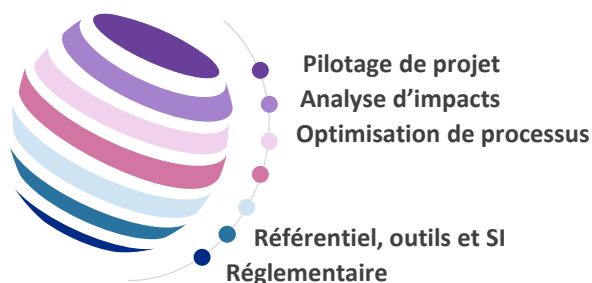 Pilotage de projet
Analyse d’impacts
Optimisation de processus
Référentiel, outils et SI
Réglementaire